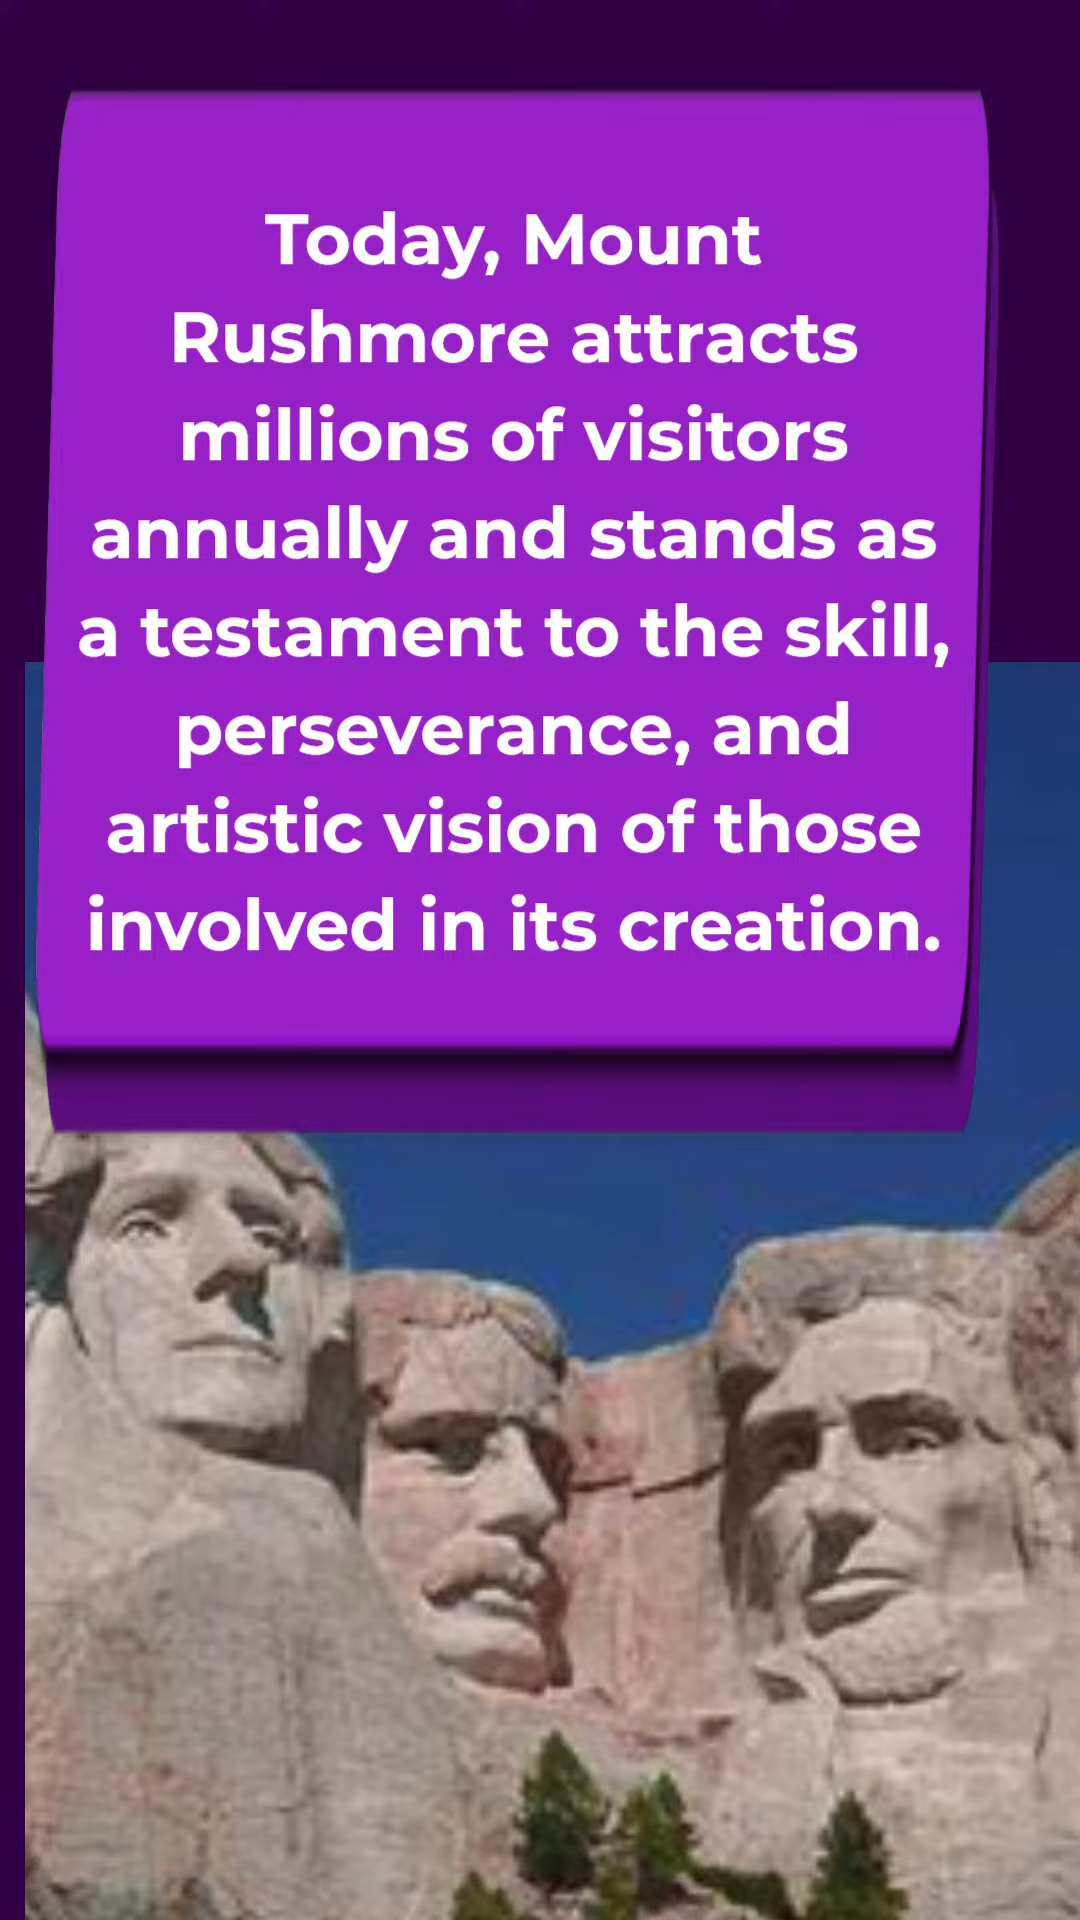 Today, Mount
Rushmore attracts
millions of visitors
annually and stands as
a testament to the skill,
perseverance, and
artistic vision of those
involved in its creation.